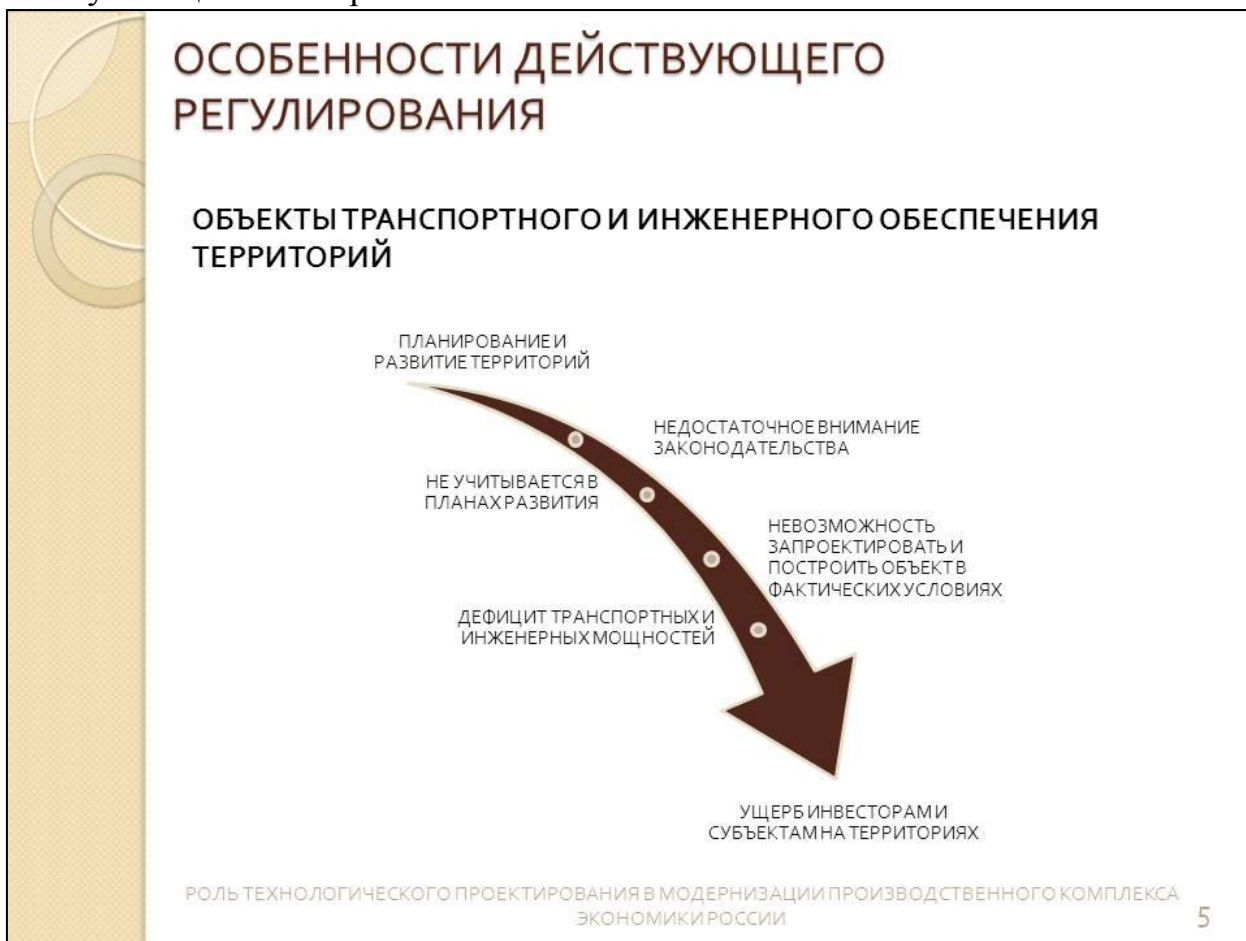 ОСОБЕННОСТИ ДЕЙСТВУЮЩЕГО
РЕГУЛИРОВАНИЯ
ОБЪЕКТЫ ТРАНСПОРТНОГО И ИНЖЕНЕРНОГО ОБЕСПЕЧЕНИЯ
ТЕРРИТОРИЙ
ПЛАНИРОВАНИЕ И
РАЗВИТИЕ ТЕРРИТОРИЙ
НЕДОСТАТОЧНОЕ ВНИМАНИЕ
ЗАКОНОДАТЕЛЬСТВА
НЕ УЧИТЫВАЕТСЯ В
ПЛАНАХ РАЗВИТИЯ
НЕВОЗМОЖНОСТЬ
ЗАПРОЕКТИРОВАТЬ И
ПОСТРОИТЬ ОБЪЕКТ В
ФАКТИЧЕСКИХ УСЛОВИЯХ
ДЕФИЦИТ ТРАНСПОРТНЫХ И
ИНЖЕНЕРНЫХ МОЩНОСТЕЙ
УЩЕРБ ИНВЕСТОРАМ И
СУБЪЕКТАМ НА ТЕРРИТОРИЯХ
РОЛЬ ТЕХНОЛОГИЧЕСКОГО ПРОЕКТИРОВАНИЯ В МОДЕРНИЗАЦИИ ПРОИЗВОДСТВЕННОГО КОМПЛЕКСА
ЭКОНОМИКИ РОССИИ
5